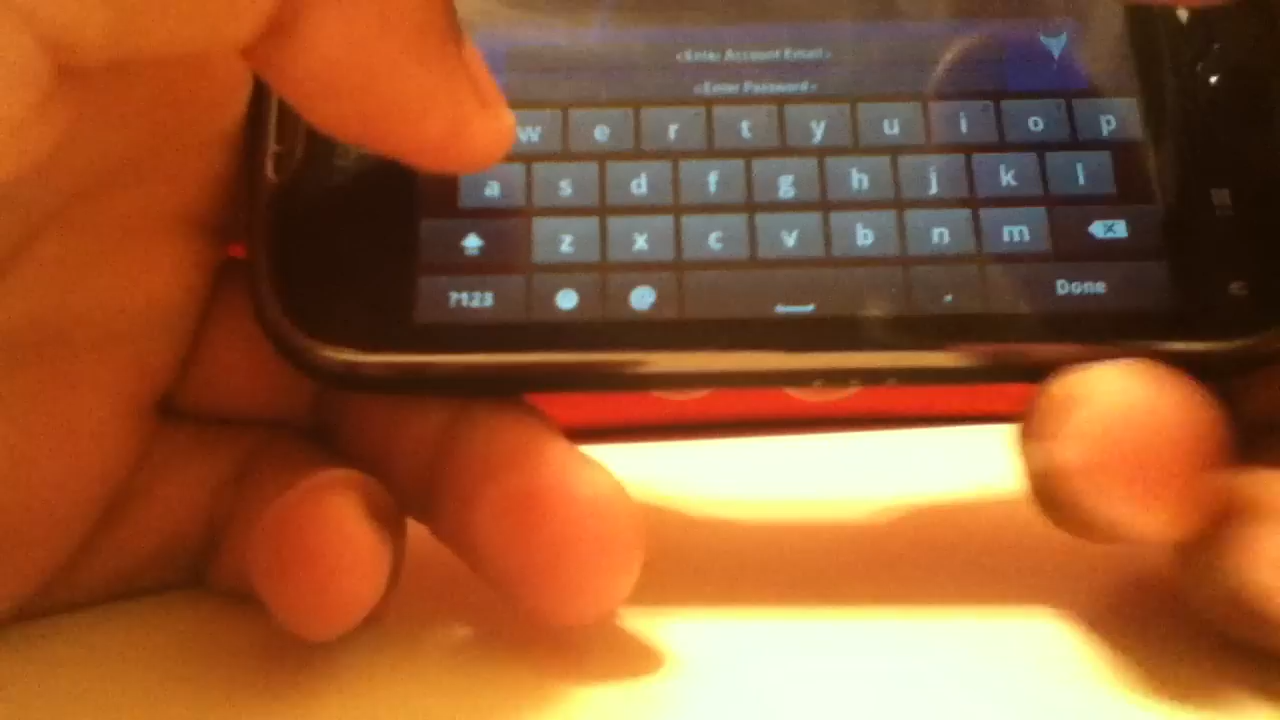 <Enter Account Email>
<Enter Password>
w e r t y u i o p
a s d f g h j k l
z x c v b n m
?123 @ . Done